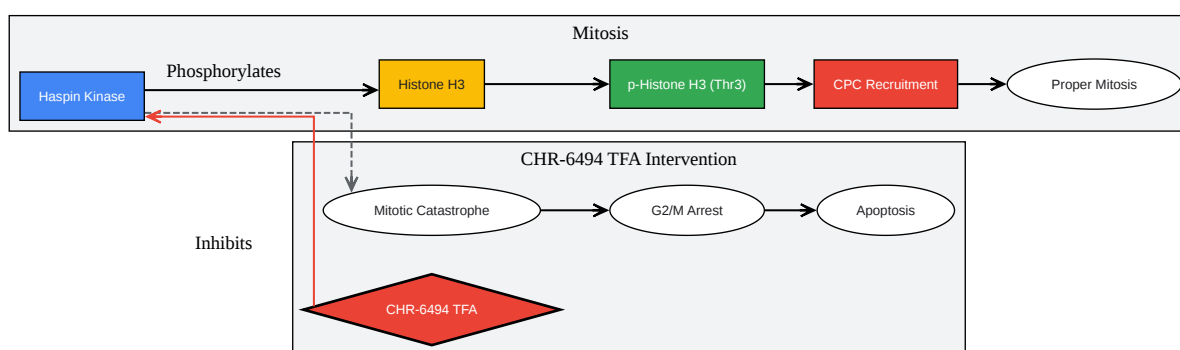 Mitosis
Phosphorylates
Haspin Kinase
Histone H3
p-Histone H3 (Thr3)
CPC Recruitment
Proper Mitosis
CHR-6494 TFA Intervention
Mitotic Catastrophe
G2/M Arrest
Apoptosis
Inhibits
CHR-6494 TFA